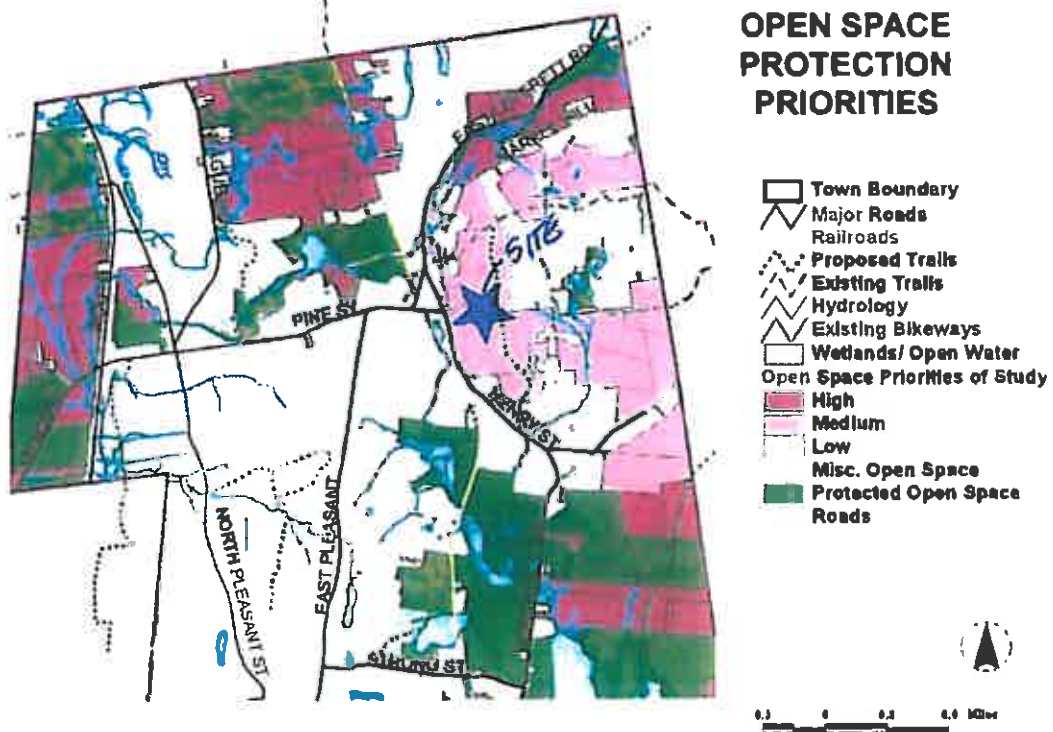 OPEN SPACE
PROTECTION
PRIORITIES
Town Boundary
Major Roads
Railroads
Proposed Trails
Existing Trails
Hydrology
Existing Bikeways
Wetlands/ Open Water
Open Space Priorities of Study
High
Medium
Low
Misc. Open Space
Protected Open Space
Roads
SITE
PINE ST
HENRY ST
EAST PLEASANT
NORTH PLEASANT ST
Miles